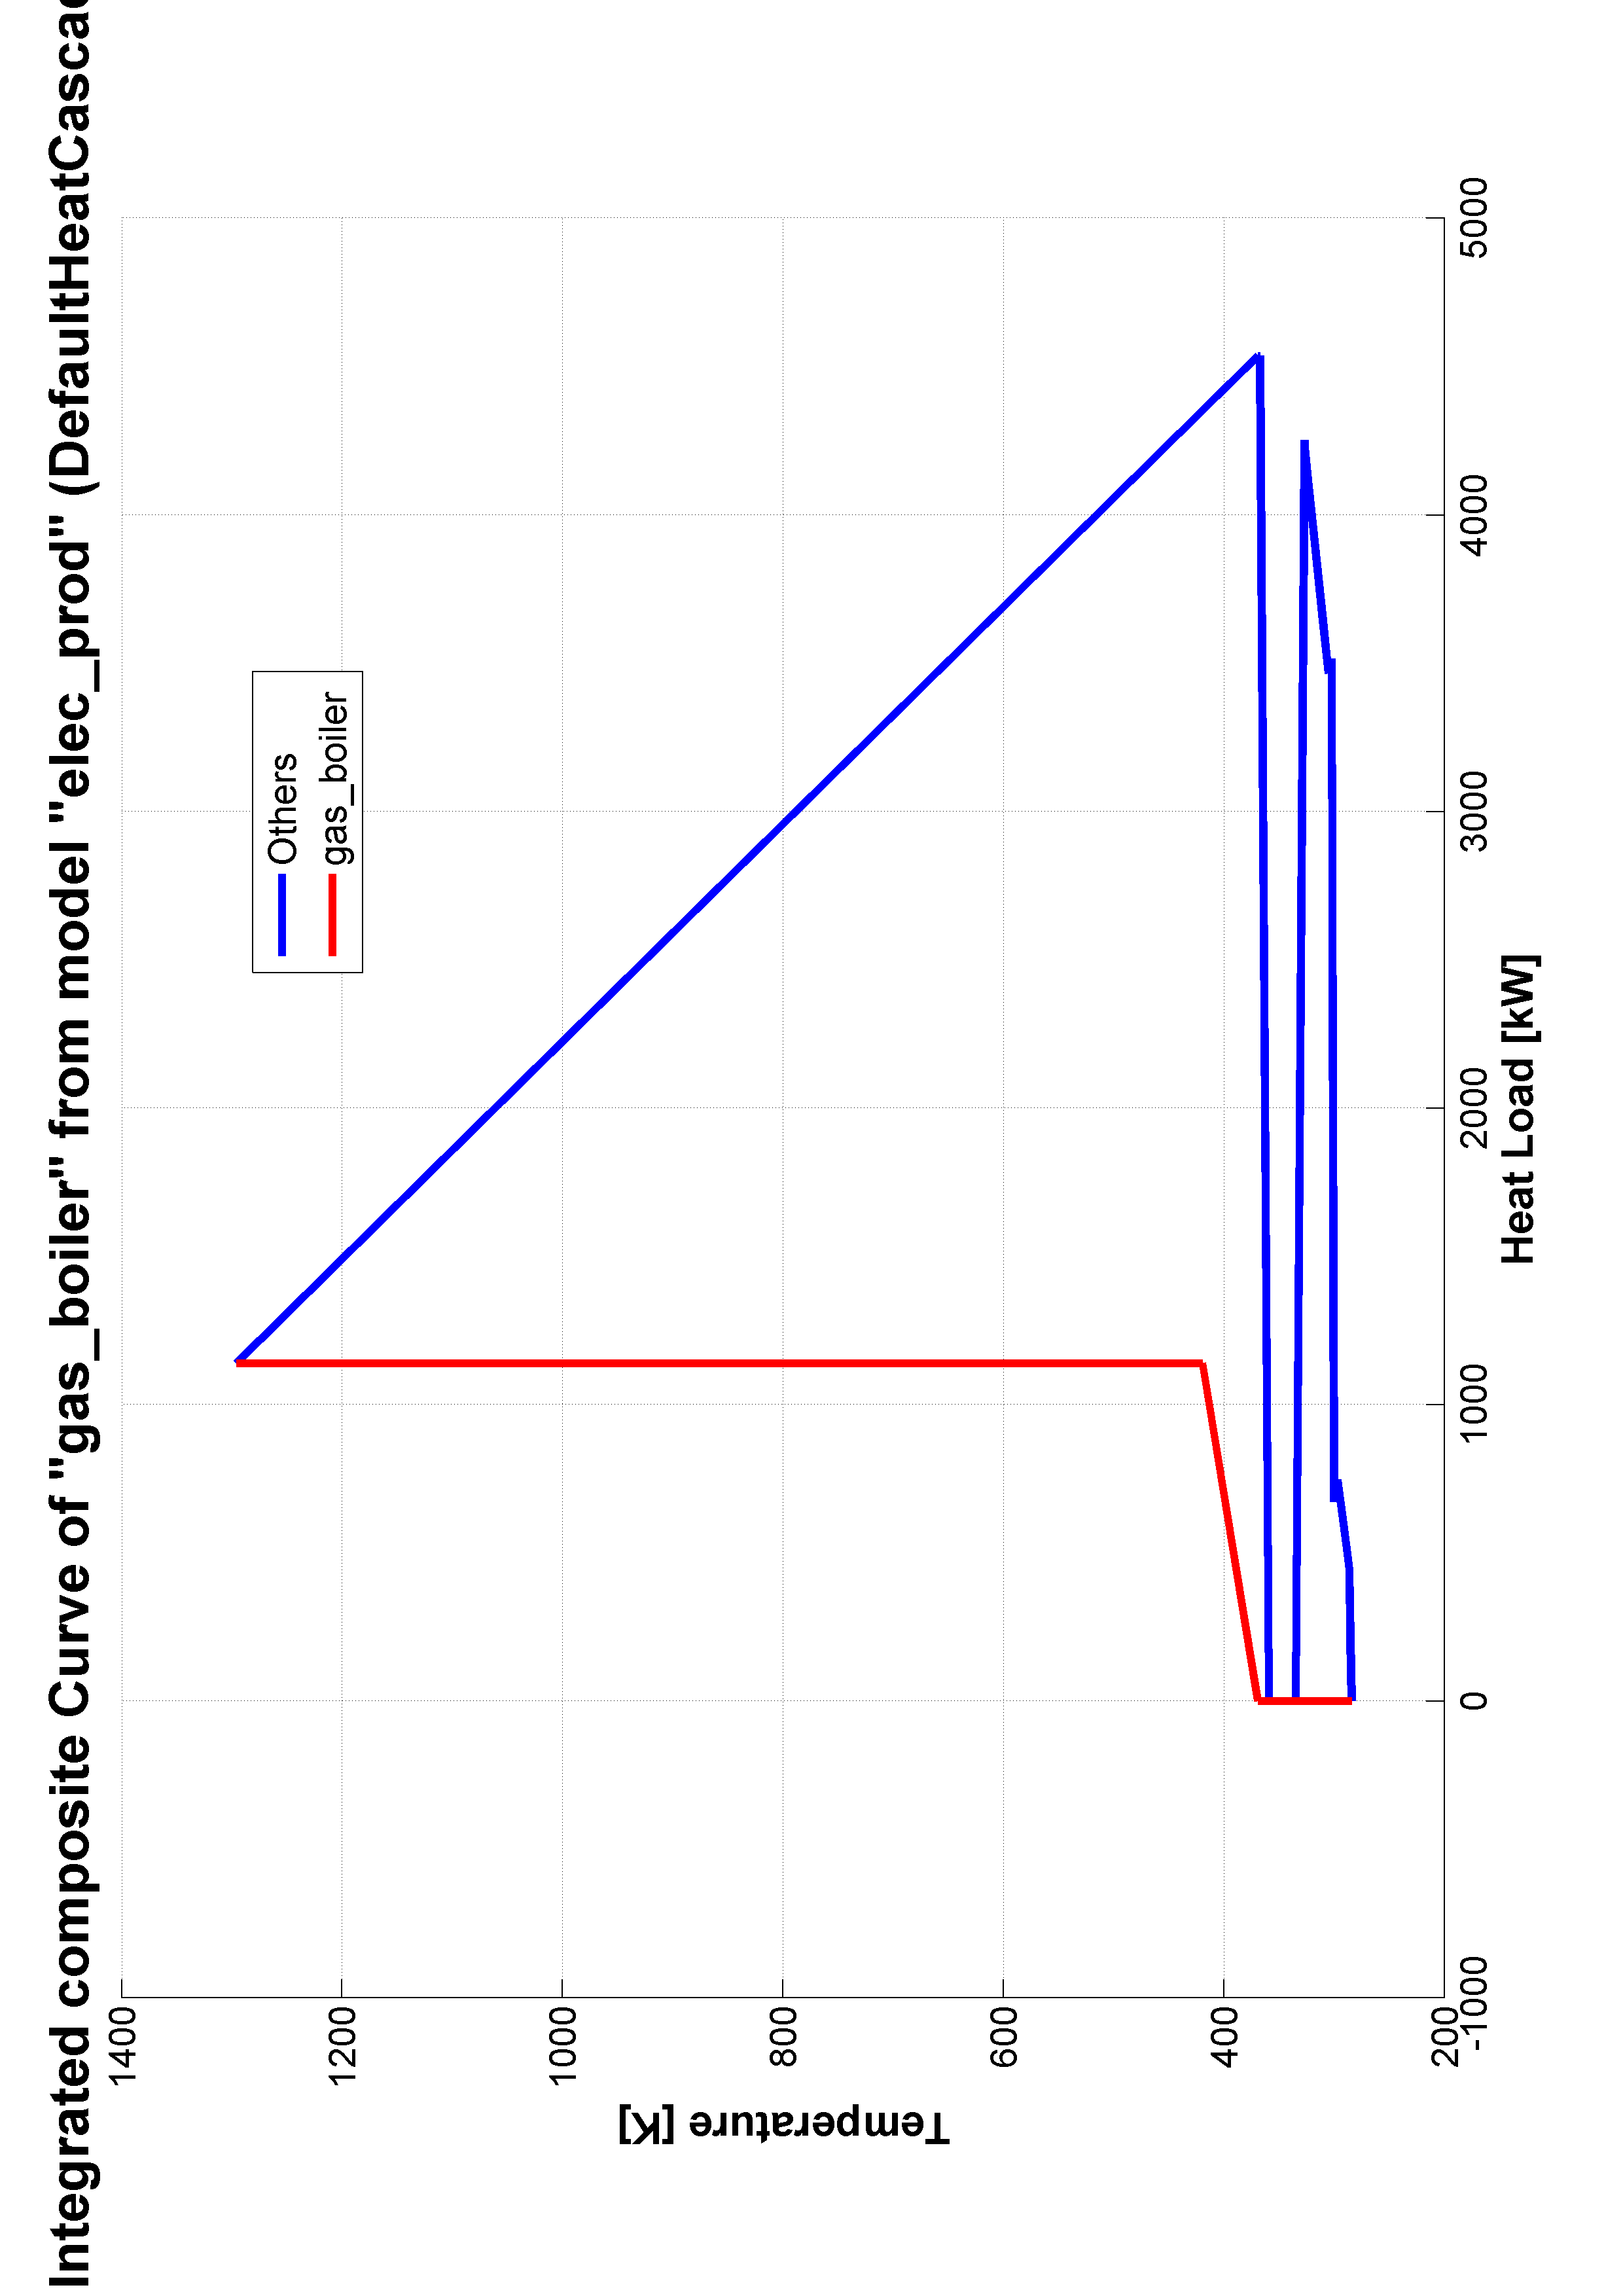 Integrated composite Curve of "gas_boiler" from model "elec_prod" (DefaultHeatCasca
1400
1200
1000
800
600
400
200
Temperature [K]
Others
gas_boiler
-1000
0
1000
2000
3000
4000
5000
Heat Load [kW]